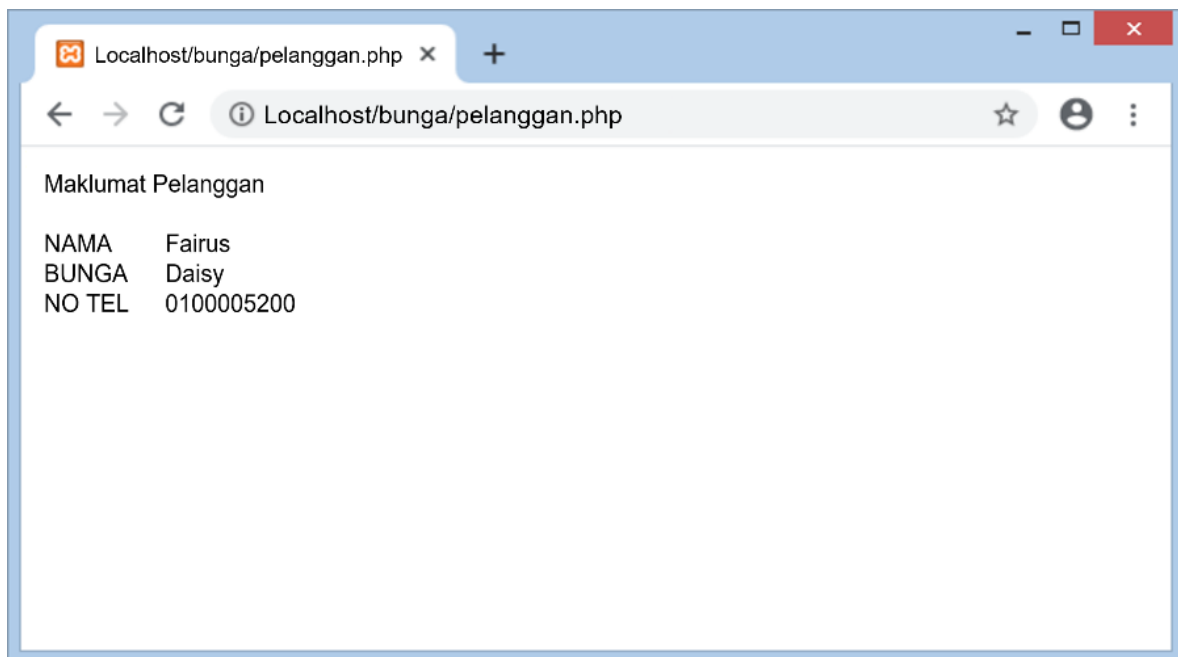 Localhost/bunga/pelanggan.php
Localhost/bunga/pelanggan.php
Maklumat Pelanggan
NAMA Fairus
BUNGA Daisy
NO TEL 0100005200